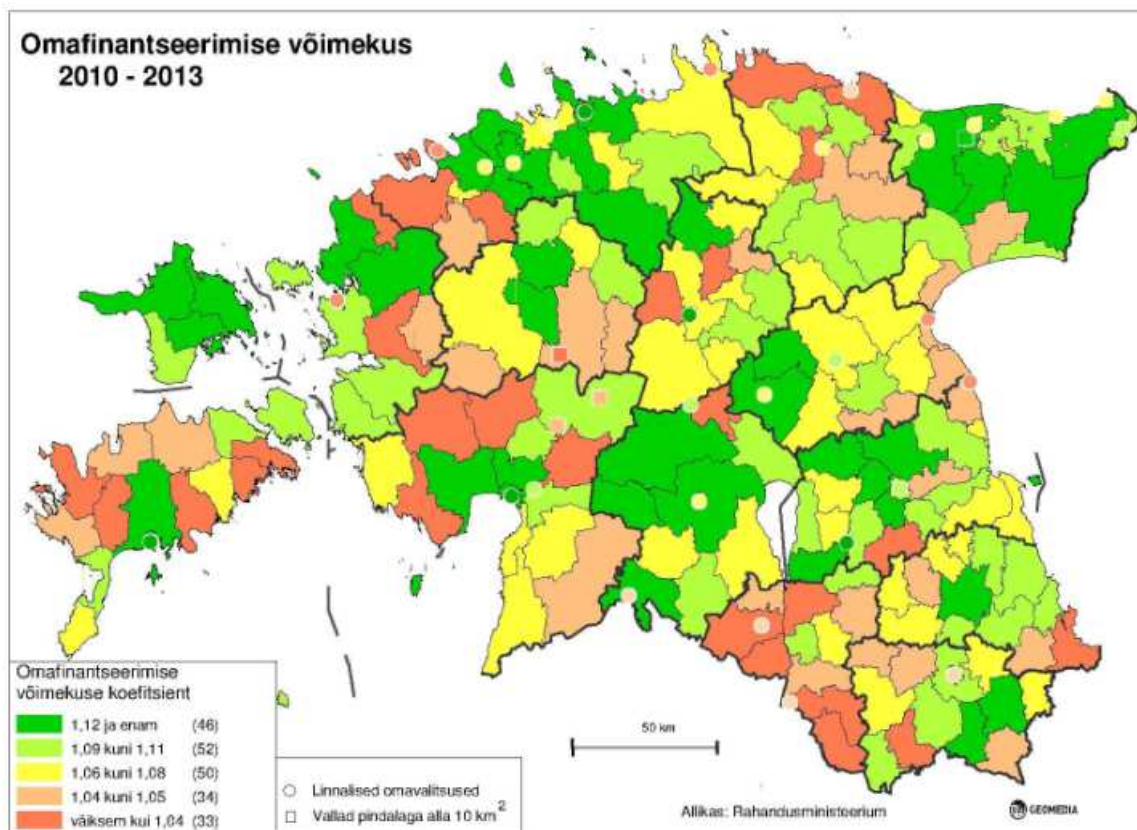 Omafinantseerimise võimekus
2010 - 2013
Omafinantseerimise
võimekuse koefitsient
1,12 ja enam (46)
1,09 kuni 1,11 (52)
1,06 kuni 1,08 (50)
1,04 kuni 1,05 (34)
väiksem kui 1,04 (33)
Linnalised omavalitsused
Vallad pindalaga alla 10 km²
50 km
Allikas: Rahandusministeerium
GEOMEDIA